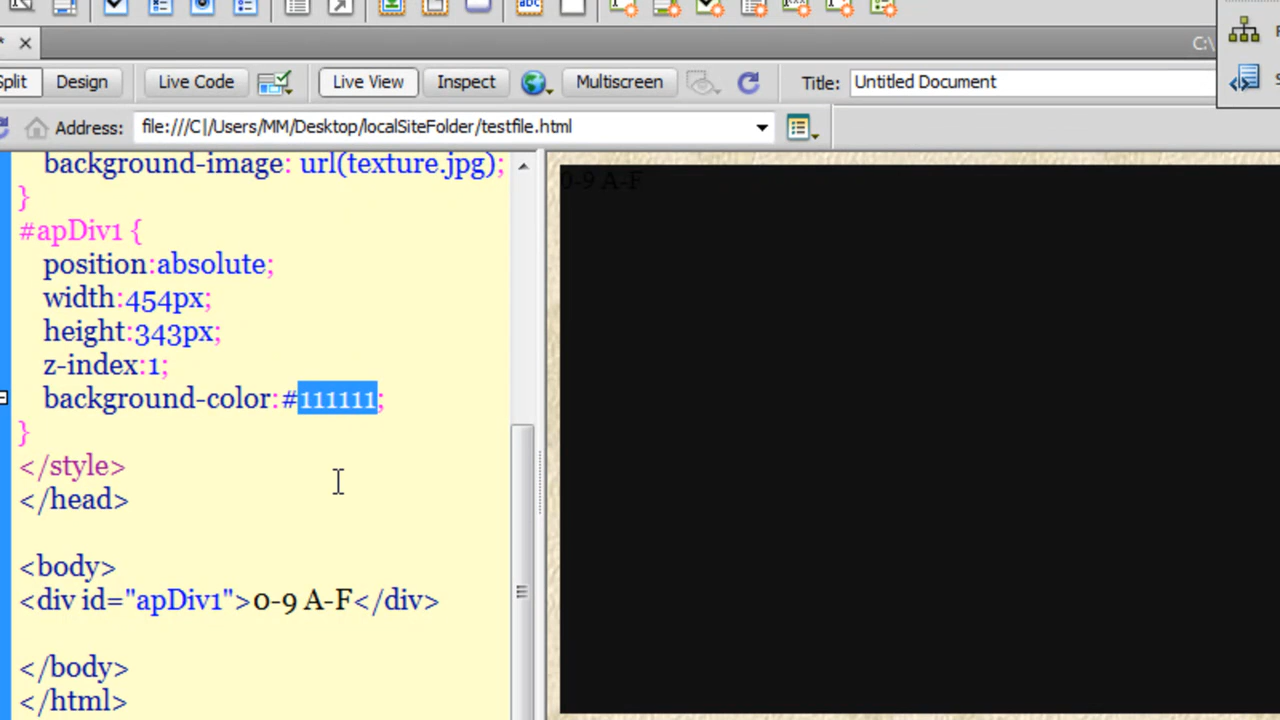 abc
* × C:\
Split Design Live Code Live View Inspect Multiscreen Title: Untitled Document
Address: file:///C|/Users/MM/Desktop/localSiteFolder/testfile.html
background-image: url(texture.jpg);
}
#apDiv1 {
position:absolute;
width:454px;
height:343px;
z-index:1;
background-color:#111111;
}
</style>
</head>
<body>
<div id="apDiv1">0-9 A-F</div>
</body>
</html>
0-9 A-F